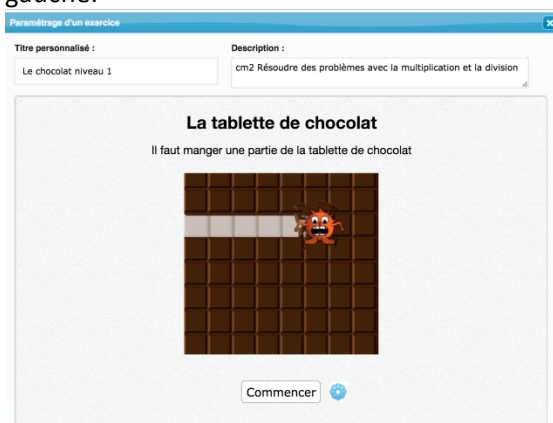 gauche.
Paramétrage d'un exercice
Titre personnalisé :
Description :
Le chocolat niveau 1
cm2 Résoudre des problèmes avec la multiplication et la division
La tablette de chocolat
Il faut manger une partie de la tablette de chocolat
Commencer